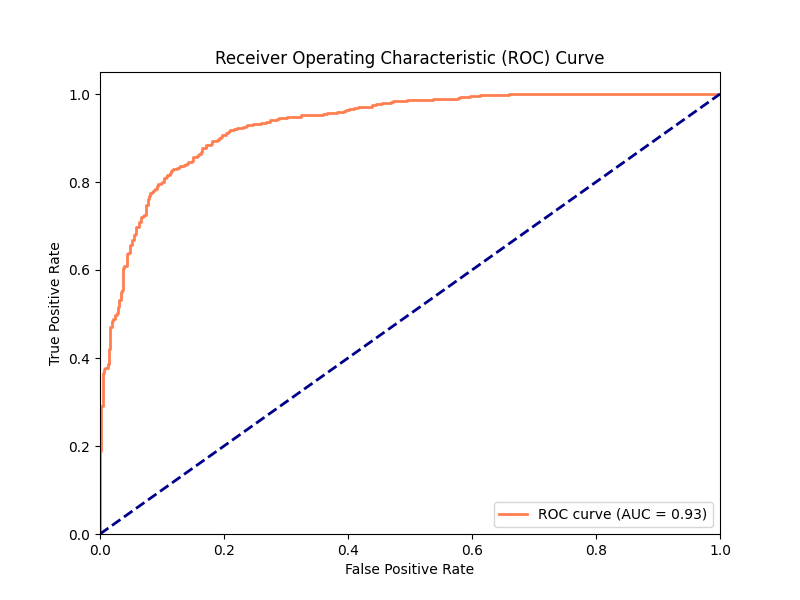 Receiver Operating Characteristic (ROC) Curve
1.0
0.8
0.6
0.4
0.2
0.0
True Positive Rate
ROC curve (AUC = 0.93)
0.0 0.2 0.4 0.6 0.8 1.0
False Positive Rate